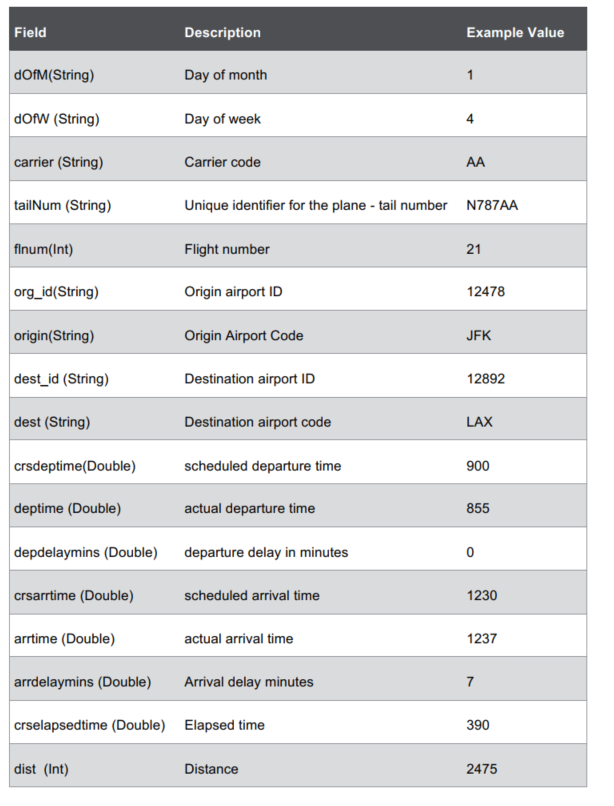 Field Description Example Value
dOfM(String) Day of month 1
dOfW (String) Day of week 4
carrier (String) Carrier code AA
tailNum (String) Unique identifier for the plane - tail number N787AA
flnum(Int) Flight number 21
org_id(String) Origin airport ID 12478
origin(String) Origin Airport Code JFK
dest_id (String) Destination airport ID 12892
dest (String) Destination airport code LAX
crsdeptime(Double) scheduled departure time 900
deptime (Double) actual departure time 855
depdelaymins (Double) departure delay in minutes 0
crsarrtime (Double) scheduled arrival time 1230
arrtime (Double) actual arrival time 1237
arrdelaymins (Double) Arrival delay minutes 7
crselapsedtime (Double) Elapsed time 390
dist (Int) Distance 2475